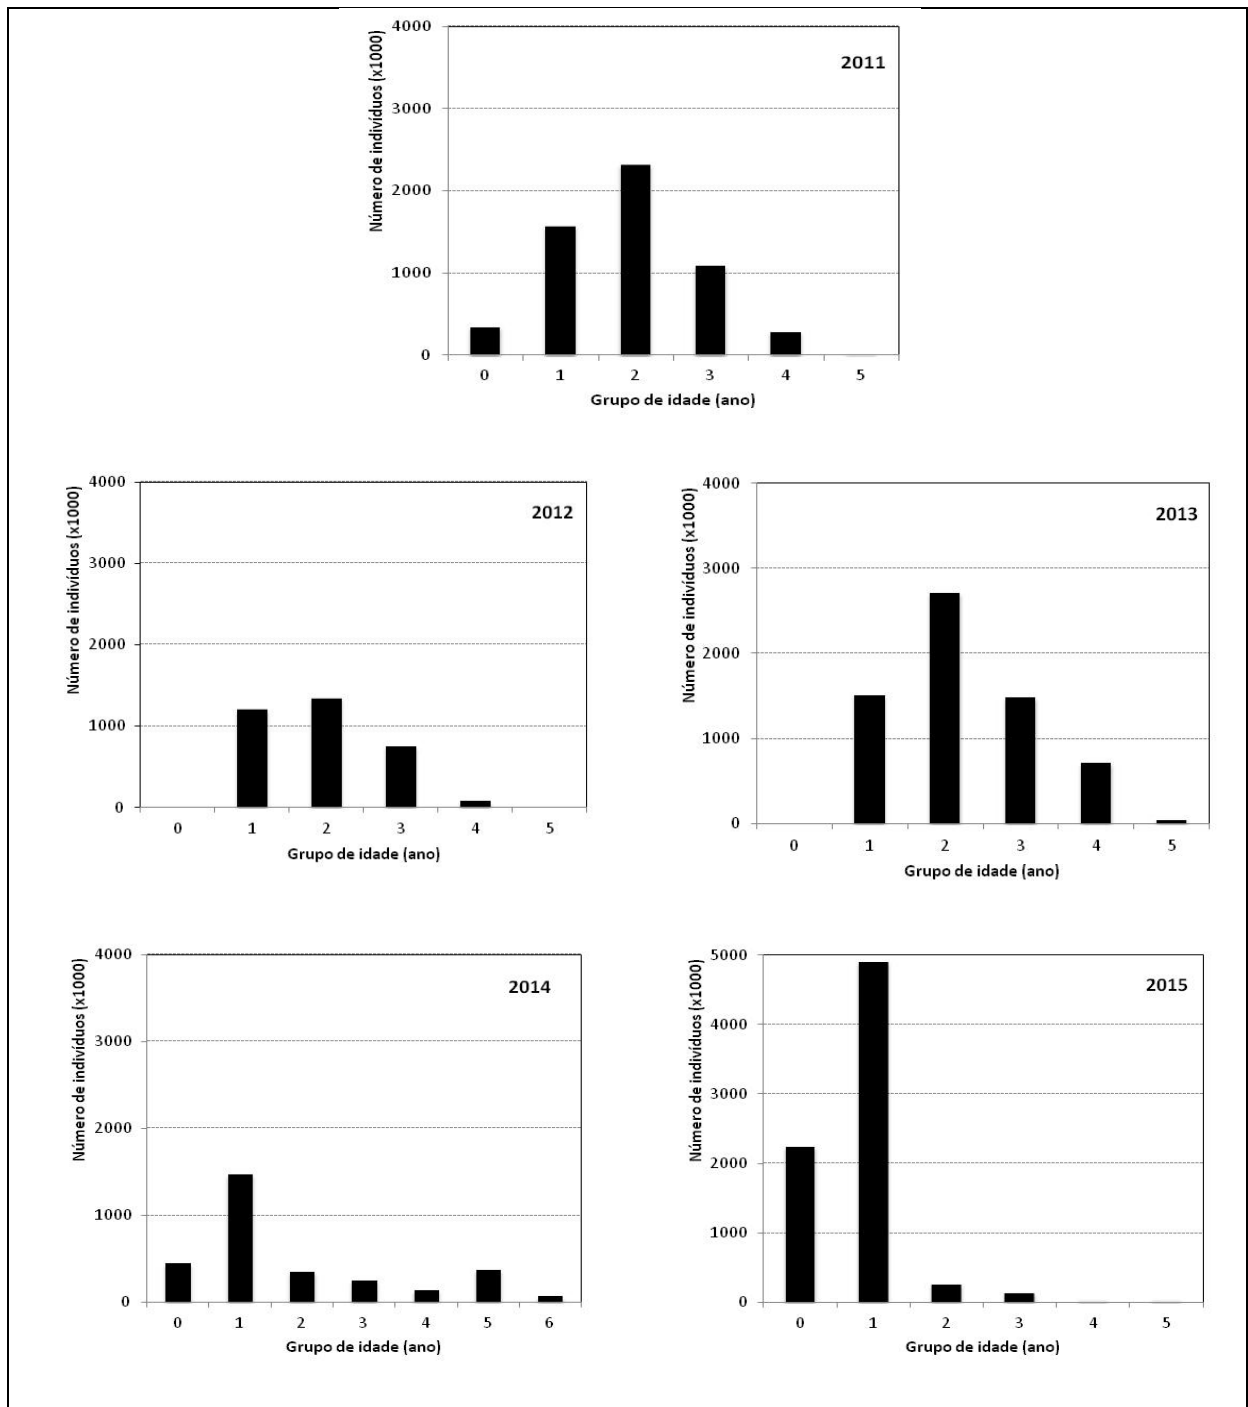 Número de indivíduos (x1000)
4000
3000
2000
1000
0
2011
0 1 2 3 4 5
Grupo de idade (ano)
Número de indivíduos (x1000)
4000
3000
2000
1000
0
2012
0 1 2 3 4 5
Grupo de idade (ano)
Número de indivíduos (x1000)
4000
3000
2000
1000
0
2013
0 1 2 3 4 5
Grupo de idade (ano)
Número de indivíduos (x1000)
4000
3000
2000
1000
0
2014
0 1 2 3 4 5 6
Grupo de idade (ano)
Número de indivíduos (x1000)
5000
4000
3000
2000
1000
0
2015
0 1 2 3 4 5
Grupo de idade (ano)